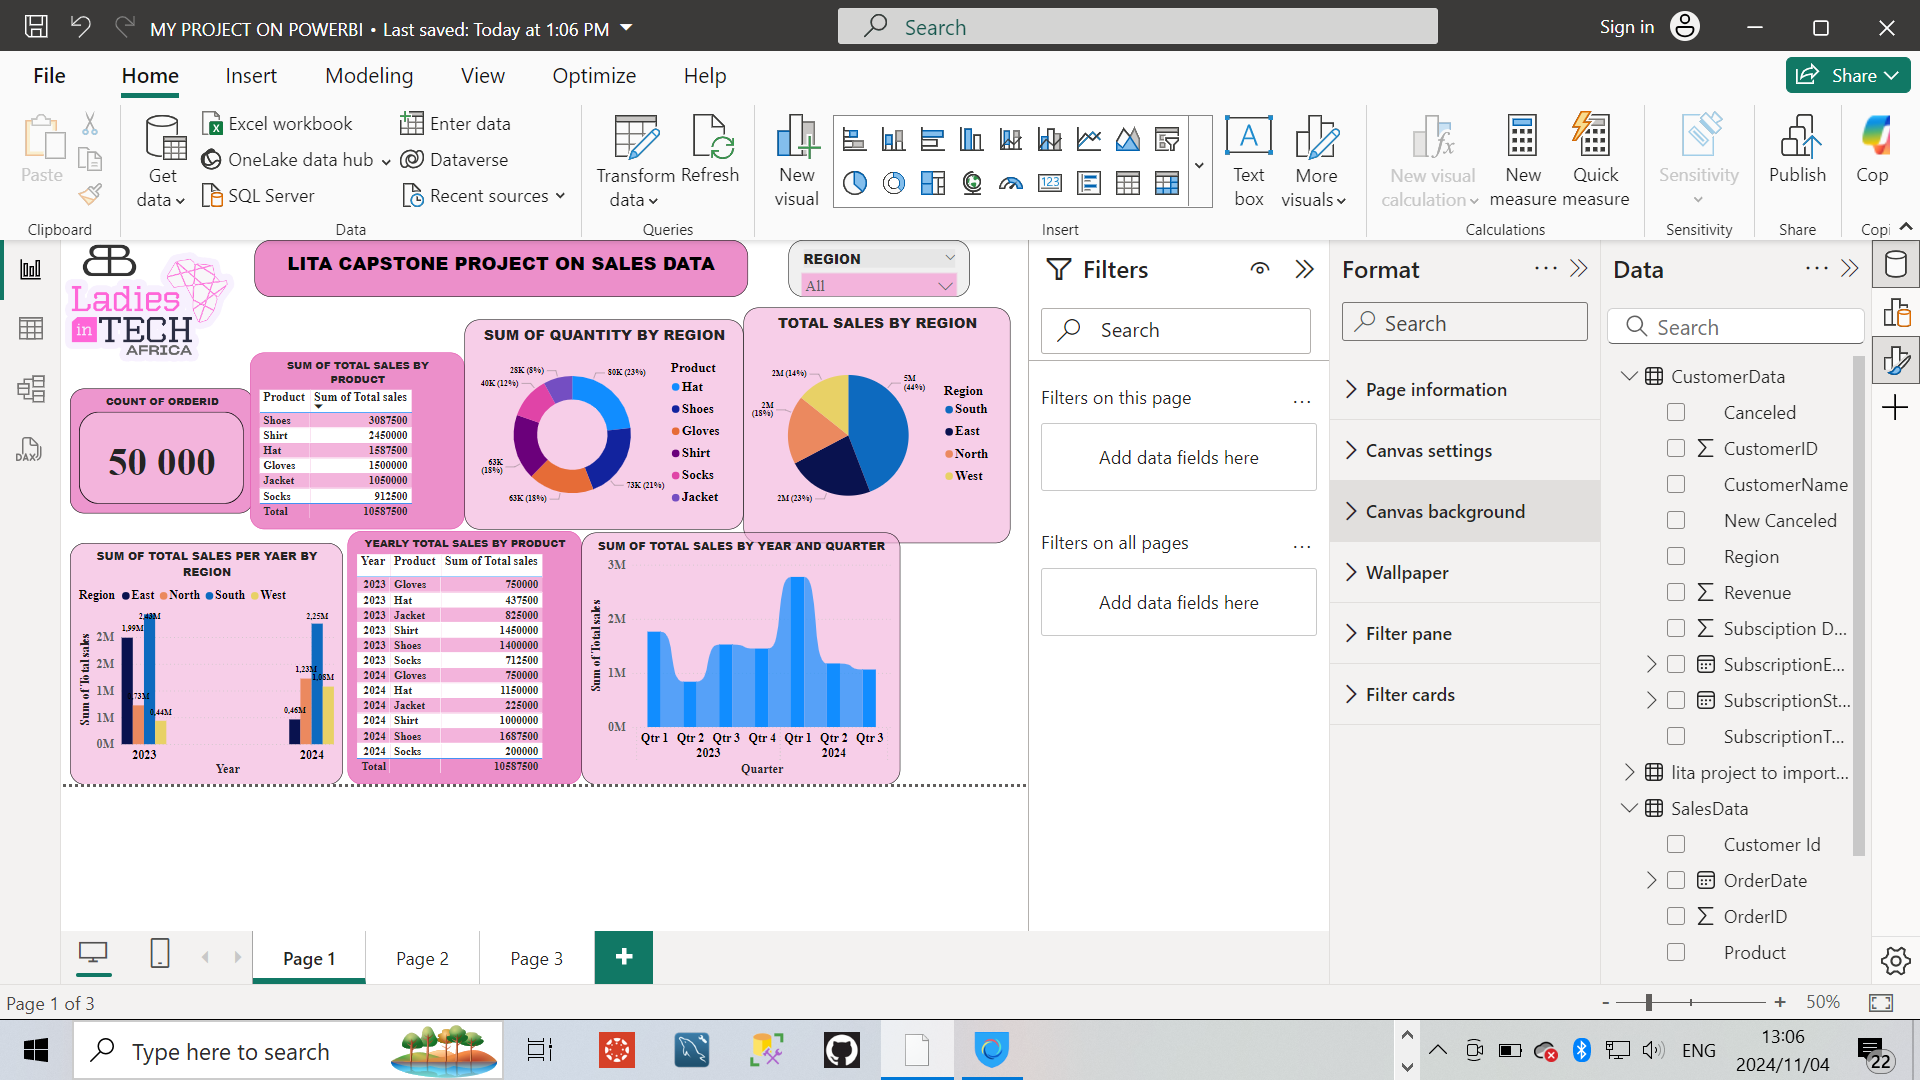 MY PROJECT ON POWERBI • Last saved: Today at 1:06 PM
Search
Sign in
File Home Insert Modeling View Optimize Help
Share
Paste
Clipboard
Get data
Excel workbook
OneLake data hub
SQL Server
Enter data
Dataverse
Recent sources
Data
Transform data
Refresh
Queries
New visual
123
A
Text box
More visuals
Insert
New visual calculation
New measure
Quick measure
Calculations
Sensitivity
Sensitivity
Publish
Share
Cop
Copi
DAX
Ladies
in TECH
AFRICA
LITA CAPSTONE PROJECT ON SALES DATA
REGION
All
COUNT OF ORDERID
50 000
SUM OF TOTAL SALES BY
PRODUCT
Product Sum of Total sales
Shoes 3087500
Shirt 2450000
Hat 1587500
Gloves 1500000
Jacket 1050000
Socks 912500
Total 10587500
SUM OF QUANTITY BY REGION
28K (8%)
40K (12%)
80K (23%)
63K
(18%)
63K (18%)
73K (21%)
Product
Hat
Shoes
Gloves
Shirt
Socks
Jacket
TOTAL SALES BY REGION
2M (14%)
5M
(44%)
2M
(18%)
2M (23%)
Region
South
East
North
West
SUM OF TOTAL SALES PER YAER BY
REGION
Region East North South West
Sum of Total sales
2M
2M
1M
1M
0M
1,99M
2,43M
0,44M
0,46M
1,23M
2,25M
1,08M
2023
2024
Year
YEARLY TOTAL SALES BY PRODUCT
Year Product Sum of Total sales
2023 Gloves 750000
2023 Hat 437500
2023 Jacket 825000
2023 Shirt 1450000
2023 Shoes 1400000
2023 Socks 712500
2024 Gloves 750000
2024 Hat 1150000
2024 Jacket 225000
2024 Shirt 1000000
2024 Shoes 1687500
2024 Socks 200000
Total 10587500
SUM OF TOTAL SALES BY YEAR AND QUARTER
Sum of Total sales
3M
2M
1M
0M
Qtr 1 Qtr 2 Qtr 3 Qtr 4 Qtr 1 Qtr 2 Qtr 3
2023 2024
Quarter
Filters
Search
Filters on this page ...
Add data fields here
Filters on all pages ...
Add data fields here
Format ...
Search
Page information
Canvas settings
Canvas background
Wallpaper
Filter pane
Filter cards
Data ...
Search
CustomerData
Canceled
CustomerID
CustomerName
New Canceled
Region
Revenue
Subsciption D...
SubscriptionE...
SubscriptionSt...
SubscriptionT...
lita project to import...
SalesData
Customer Id
OrderDate
OrderID
Product
Page 1 Page 2 Page 3 +
Page 1 of 3
- + 50%
Type here to search
ENG
13:06
2024/11/04
22